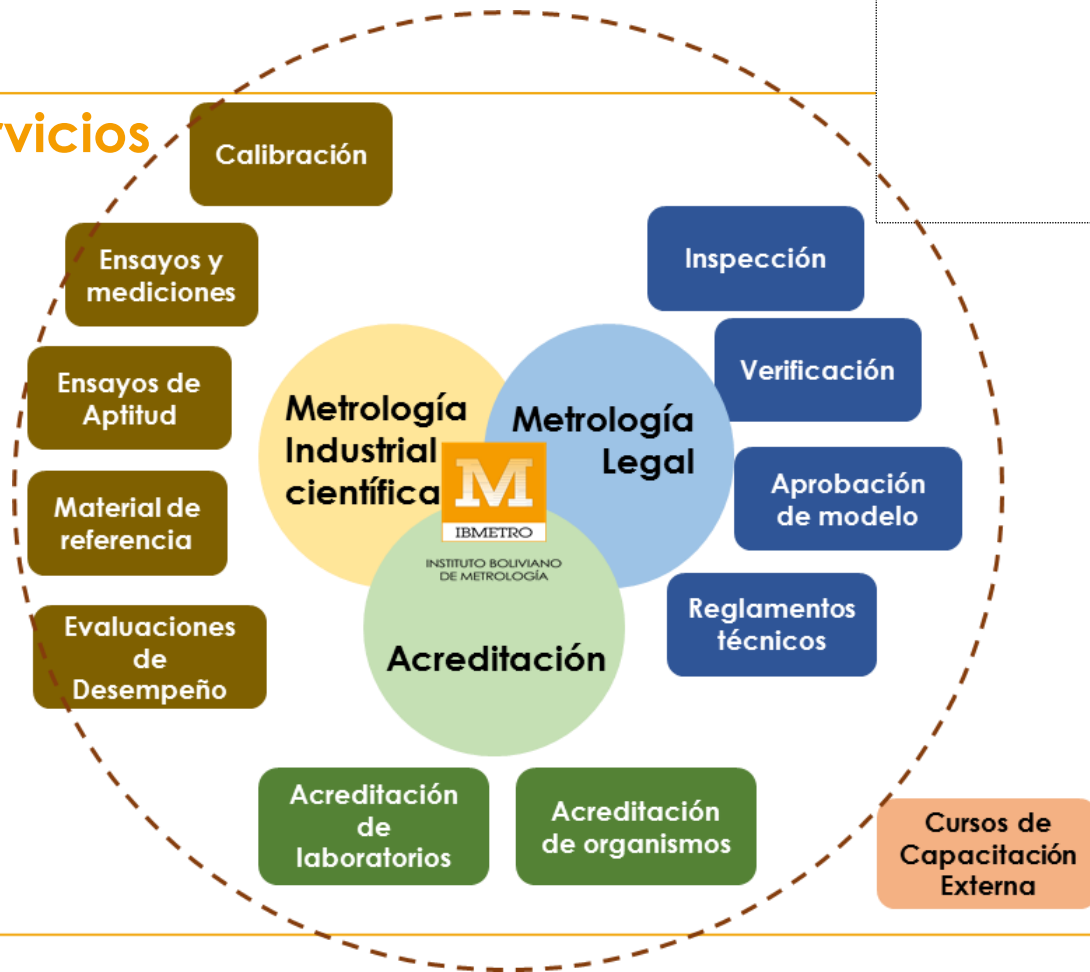 rvicios
Calibración
Ensayos y
mediciones
Ensayos de
Aptitud
Material de
referencia
Evaluaciones
de
Desempeño
Metrología
Industrial
científica
Metrología
Legal
M
IBMETRO
INSTITUTO BOLIVIANO
DE METROLOGÍA
Acreditación
Inspección
Verificación
Aprobación
de modelo
Reglamentos
técnicos
Acreditación
de
laboratorios
Acreditación
de organismos
Cursos de
Capacitación
Externa